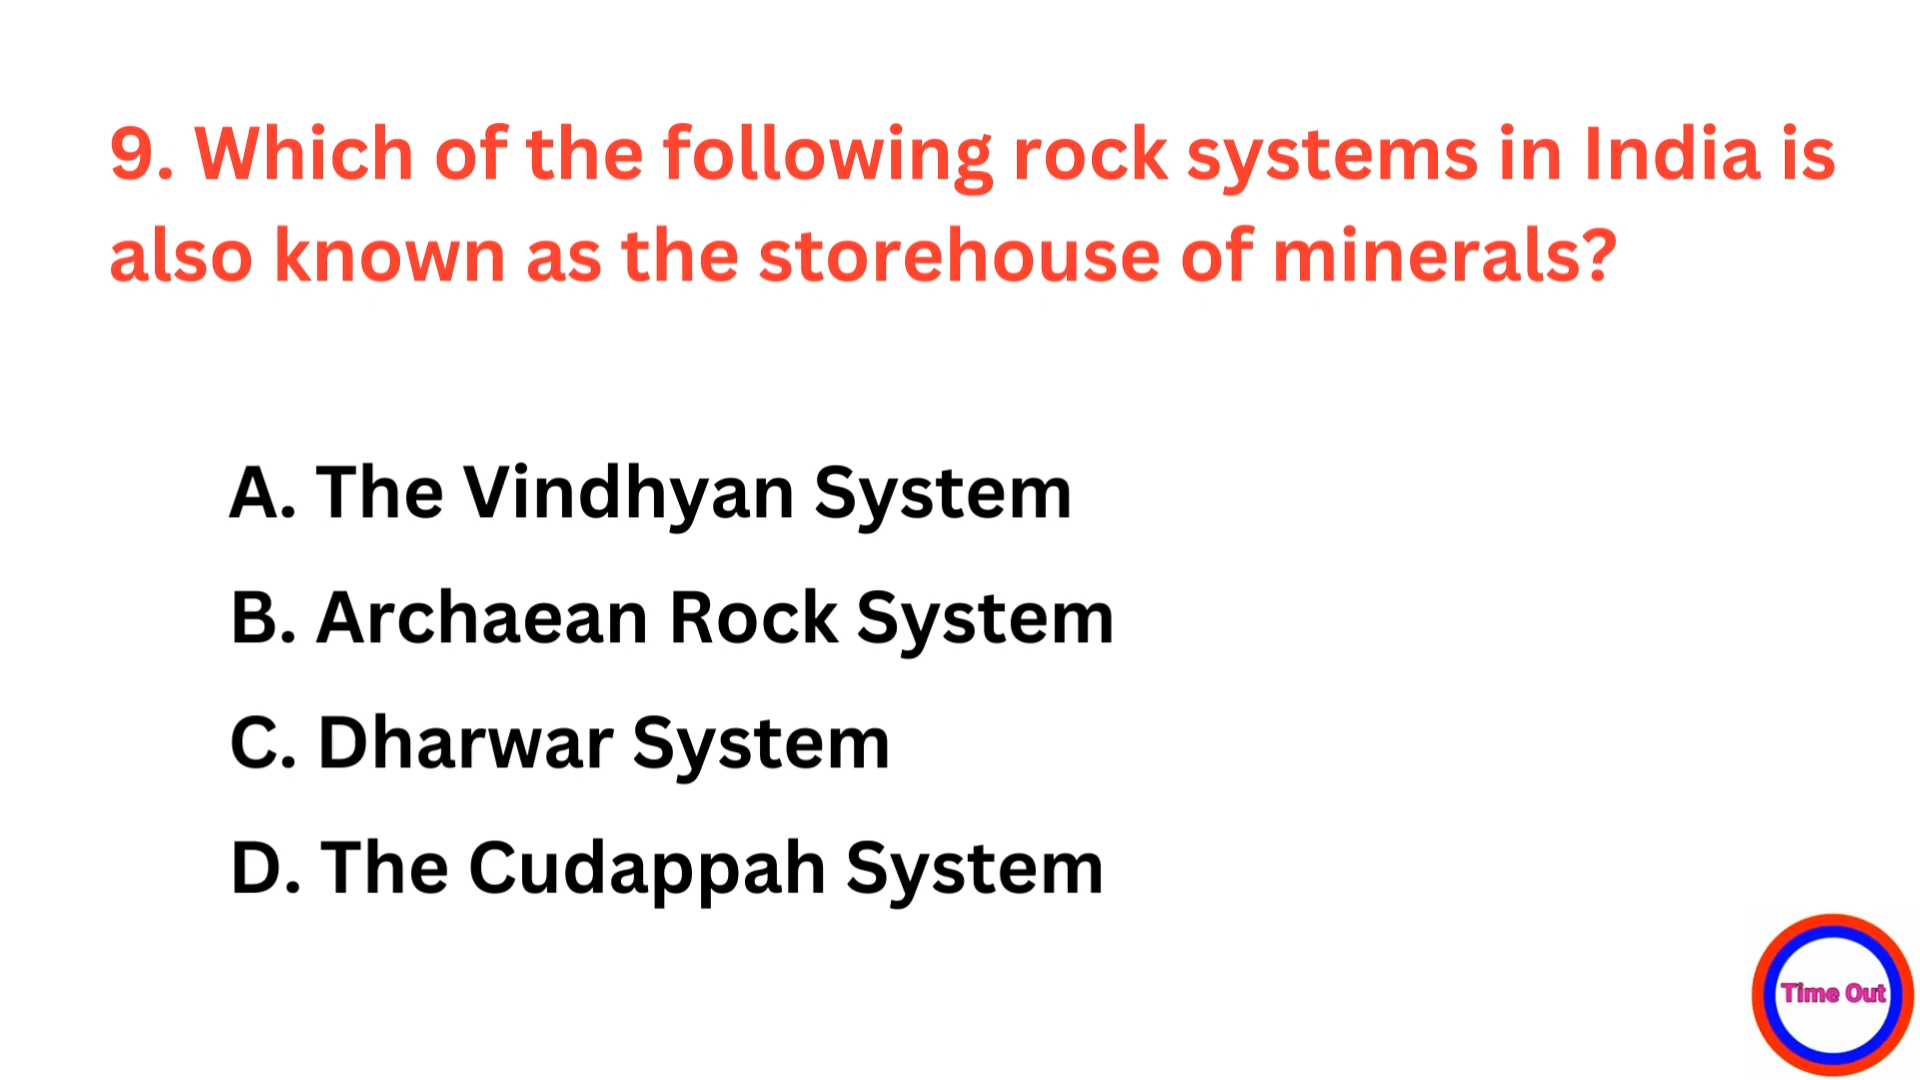 9. Which of the following rock systems in India is
also known as the storehouse of minerals?
A. The Vindhyan System
B. Archaean Rock System
C. Dharwar System
D. The Cudappah System
Time Out